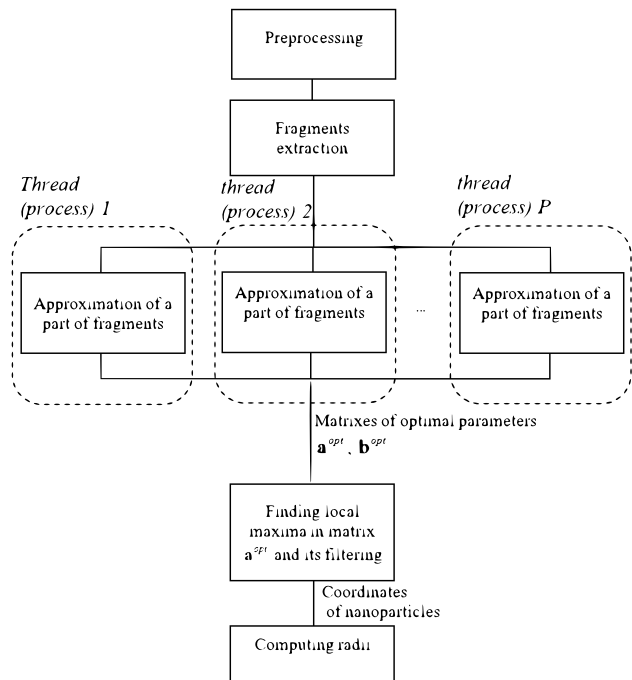 Preprocessing
Fragments
extraction
Thread
(process) 1
thread
(process) 2
thread
(process) P
Approximation of a
part of fragments
Approximation of a
part of fragments
...
Approximation of a
part of fragments
Matrixes of optimal parameters
a^opt , b^opt
Finding local
maxima in matrix
a^opt and its filtering
Coordinates
of nanoparticles
Computing radii